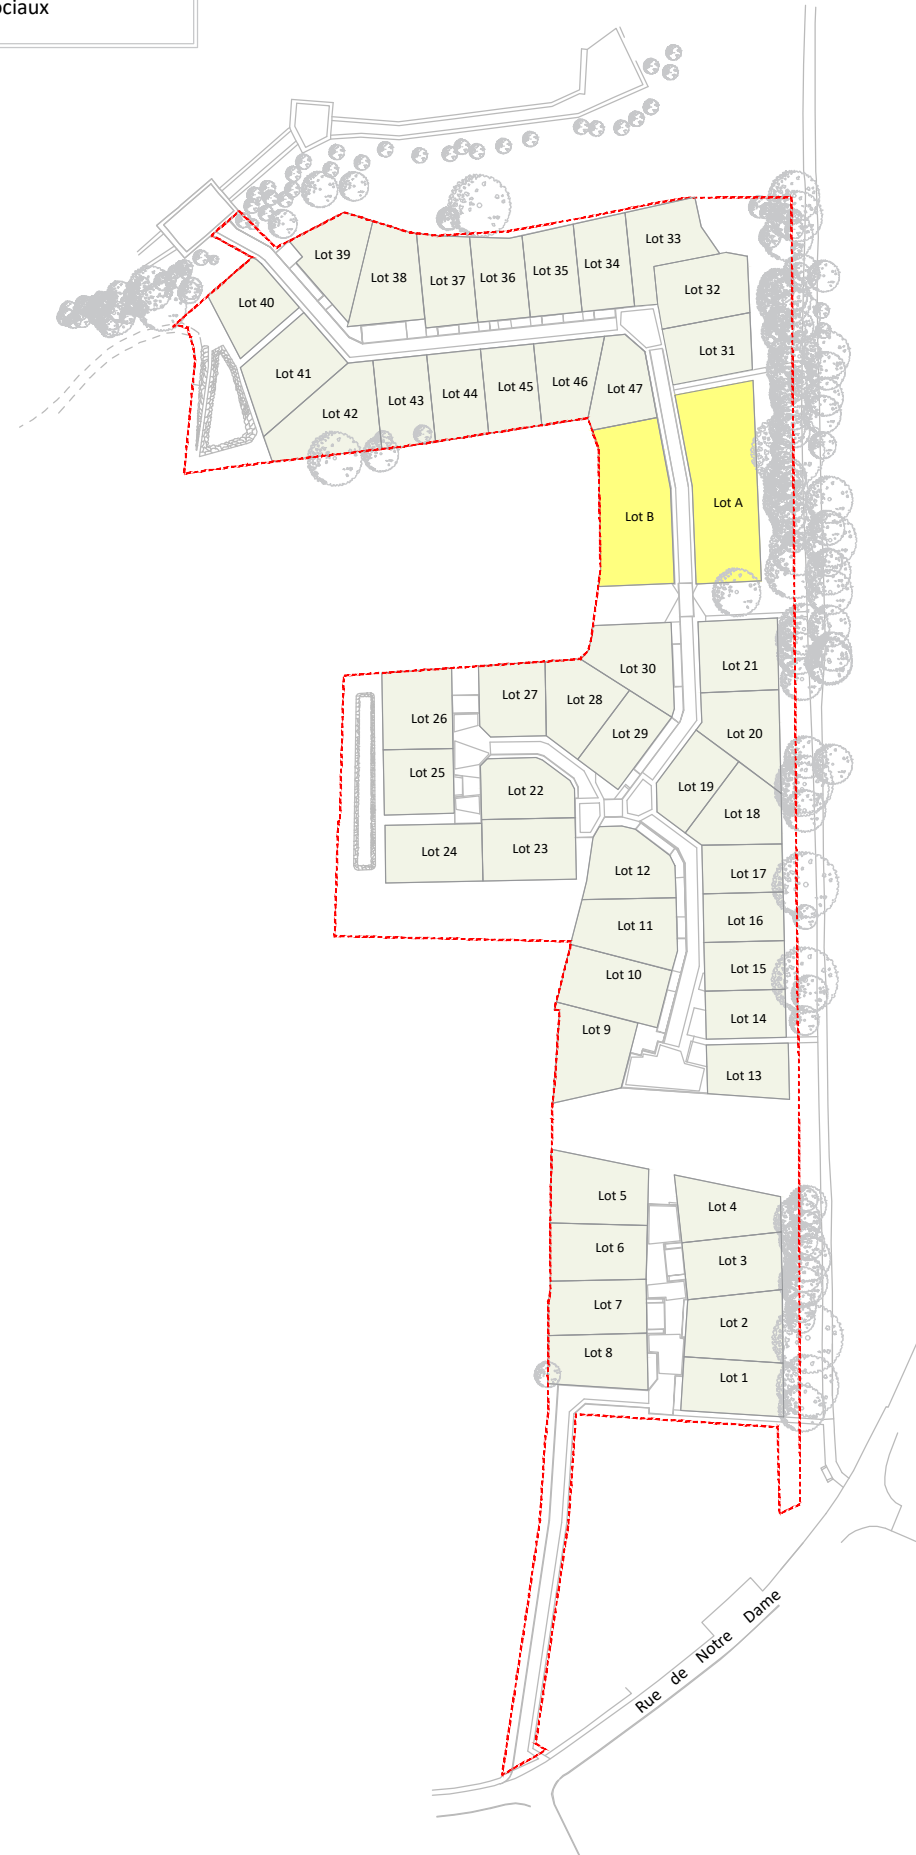 ociaux
Lot 33
Lot 39
Lot 38
Lot 37
Lot 36
Lot 35
Lot 34
Lot 32
Lot 40
Lot 31
Lot 41
Lot 42
Lot 43
Lot 44
Lot 45
Lot 46
Lot 47
Lot A
Lot B
Lot 21
Lot 30
Lot 27
Lot 28
Lot 26
Lot 29
Lot 20
Lot 25
Lot 22
Lot 19
Lot 18
Lot 24
Lot 23
Lot 12
Lot 17
Lot 11
Lot 16
Lot 10
Lot 15
Lot 9
Lot 14
Lot 13
Lot 5
Lot 4
Lot 6
Lot 3
Lot 7
Lot 2
Lot 8
Lot 1
Rue de Notre Dame